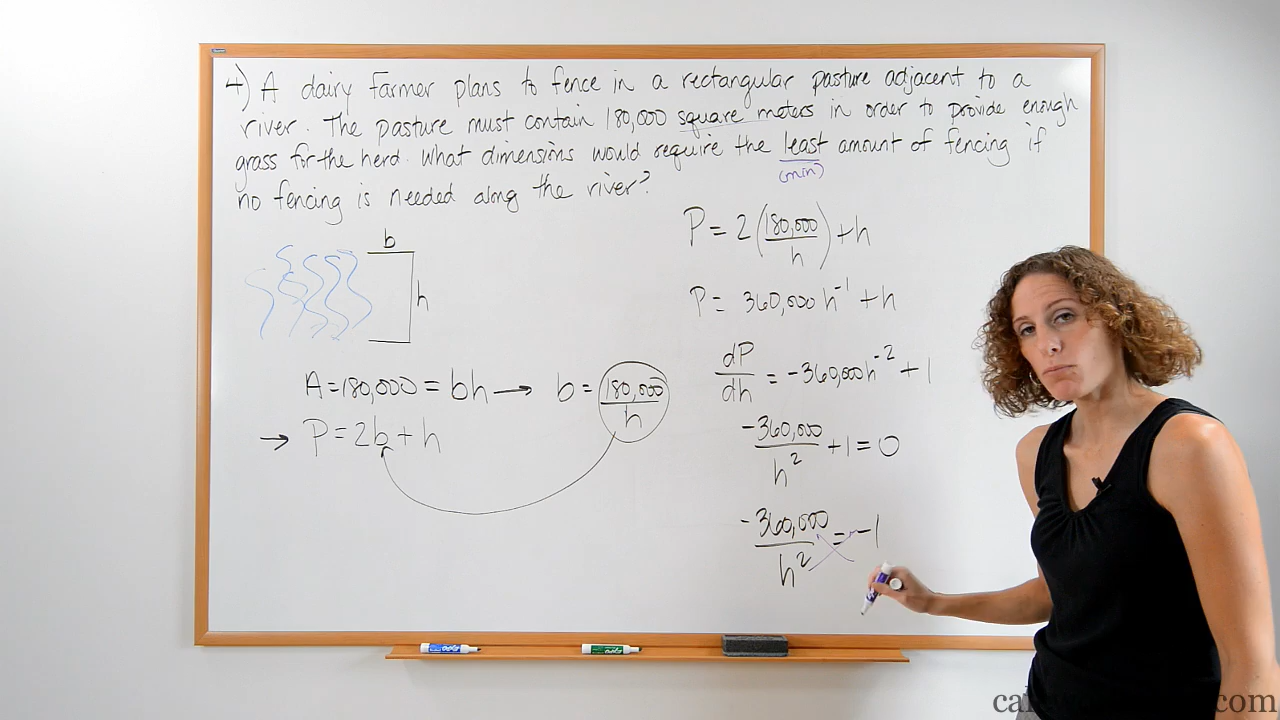 4) A dairy farmer plans to fence in a rectangular pasture adjacent to a
river. The pasture must contain 180,000 square meters in order to provide enough
grass for the herd. What dimensions would require the least amount of fencing if
(min)
no fencing is needed along the river?
b
h
A=180,000 = bh → b = 180,000/h
→ P=2b+h
P = 2(180,000/h)+h
P = 360,000h⁻¹ + h
dP/dh = -360,000h⁻² + 1
-360,000/h² + 1 = 0
-360,000/h² = -1